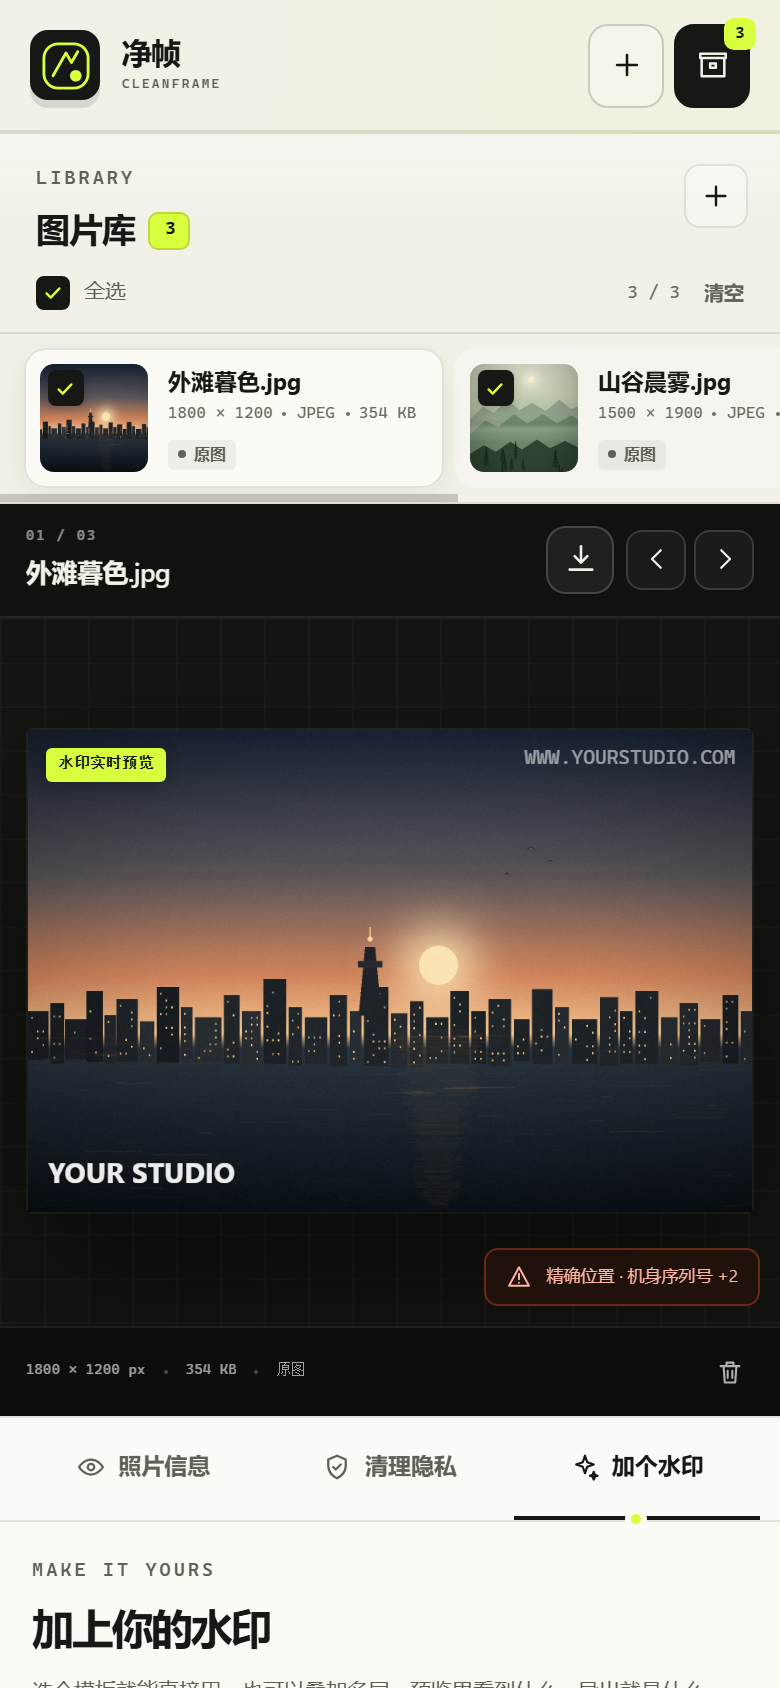 净帧
CLEANFRAME
3
LIBRARY
图片库 3
全选
3 / 3 清空
外滩暮色.jpg
1800 × 1200 • JPEG • 354 KB
原图
山谷晨雾.jpg
1500 × 1900 • JPEG •
原图
01 / 03
外滩暮色.jpg
水印实时预览
WWW.YOURSTUDIO.COM
YOUR STUDIO
精确位置 · 机身序列号 +2
1800 × 1200 px • 354 KB • 原图
照片信息
清理隐私
加个水印
MAKE IT YOURS
加上你的水印